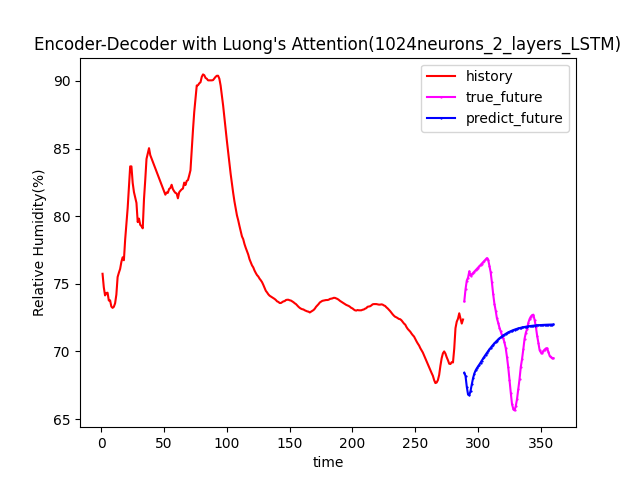 Encoder-Decoder with Luong's Attention(1024neurons_2_layers_LSTM)
history
true_future
predict_future
Relative Humidity(%)
90
85
80
75
70
65
0 50 100 150 200 250 300 350
time